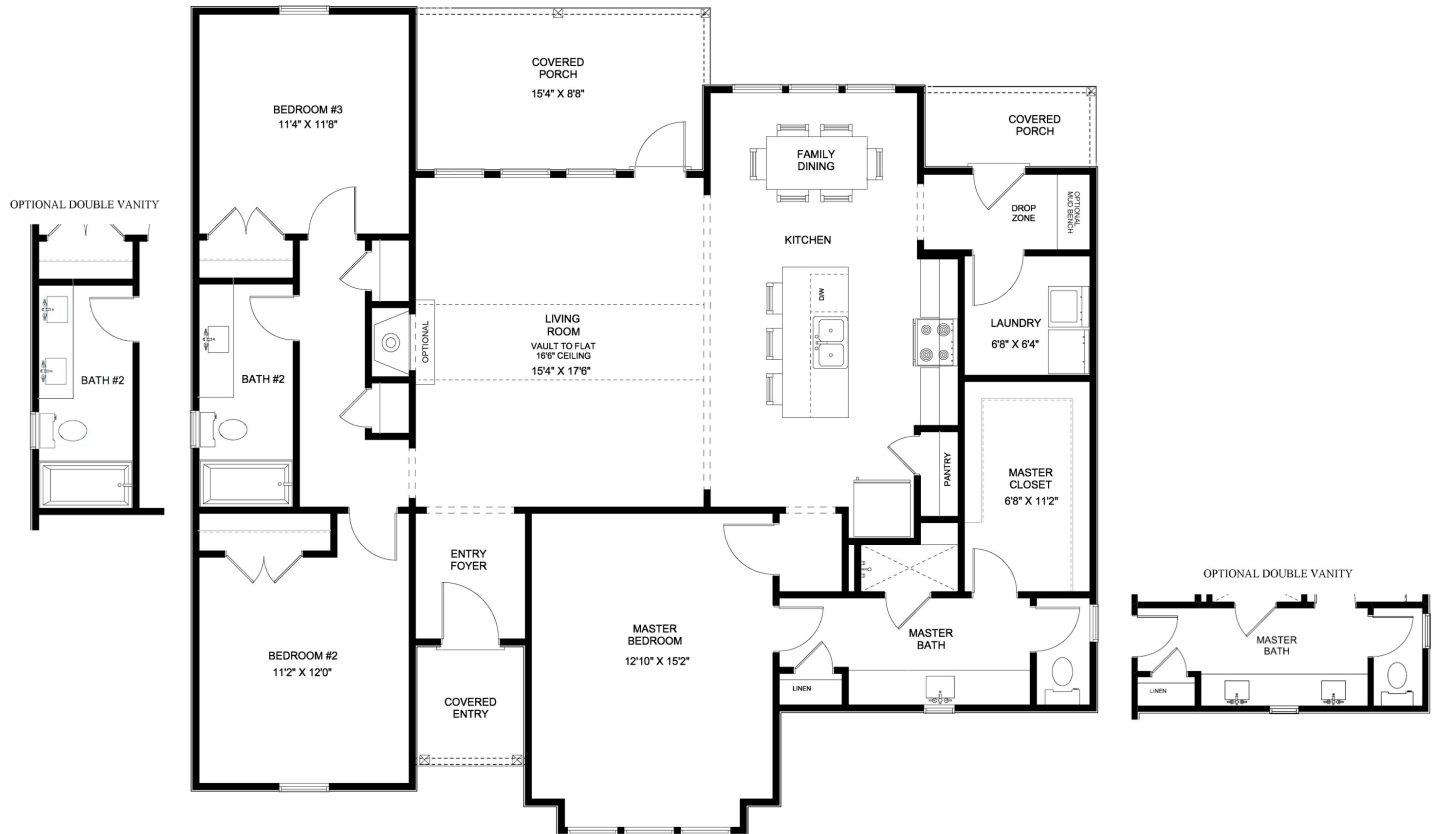 COVERED
PORCH
15'4" X 8'8"
BEDROOM #3
11'4" X 11'8"
COVERED
PORCH
FAMILY
DINING
OPTIONAL DOUBLE VANITY
DROP
ZONE
OPTIONAL
MUD BENCH
KITCHEN
D/W
LIVING
ROOM
VAULT TO FLAT
16'6" CEILING
15'4" X 17'6"
OPTIONAL
LAUNDRY
6'8" X 6'4"
BATH #2
BATH #2
PANTRY
MASTER
CLOSET
6'8" X 11'2"
ENTRY
FOYER
OPTIONAL DOUBLE VANITY
MASTER
BEDROOM
12'10" X 15'2"
MASTER
BATH
MASTER
BATH
BEDROOM #2
11'2" X 12'0"
LINEN
LINEN
COVERED
ENTRY